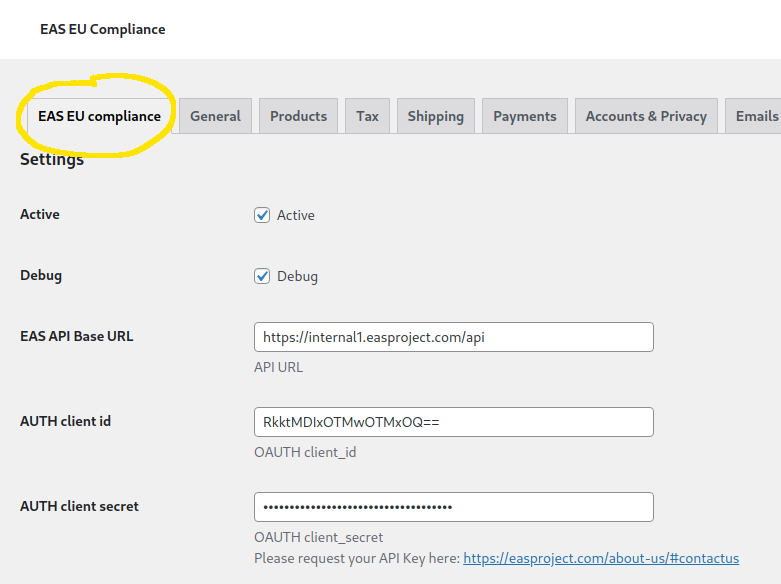 EAS EU Compliance
EAS EU compliance General Products Tax Shipping Payments Accounts & Privacy Emails
Settings
Active Active
Debug Debug
EAS API Base URL https://internal1.easproject.com/api
API URL
AUTH client id RkktMDIxOTMwOTMxOQ==
OAUTH client_id
AUTH client secret ••••••••••••••••••••••••••••••••••••
OAUTH client_secret
Please request your API Key here: https://easproject.com/about-us/#contactus